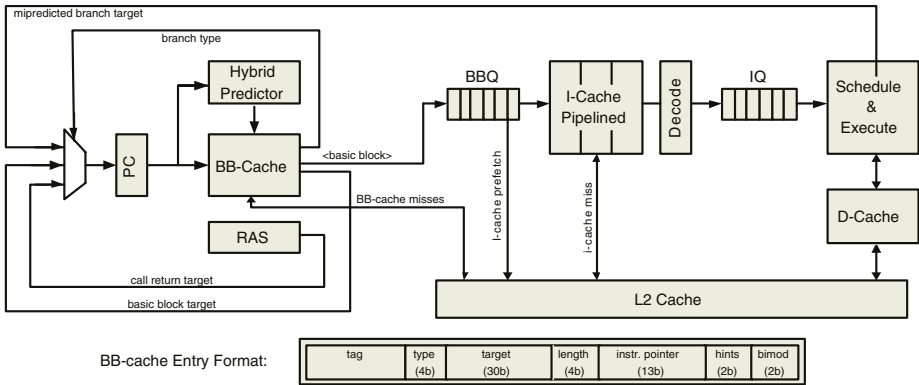 mipredicted branch target
branch type
Hybrid
Predictor
BBQ
IQ
I-Cache
Pipelined
Decode
Schedule
&
Execute
PC
BB-Cache
<basic block>
I-cache prefetch
i-cache miss
BB-cache misses
D-Cache
RAS
call return target
basic block target
L2 Cache
BB-cache Entry Format:
tag
type
(4b)
target
(30b)
length
(4b)
instr. pointer
(13b)
hints
(2b)
bimod
(2b)